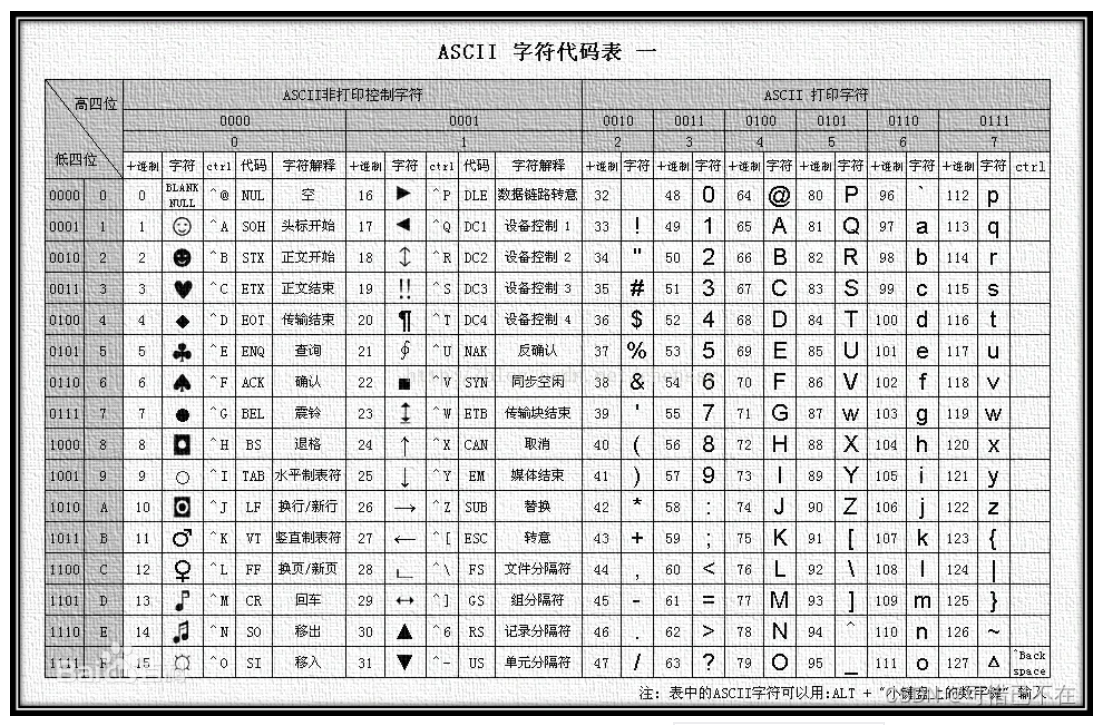 ASCII 字符代码表 一
高四位 ASCII非打印控制字符 ASCII 打印字符
0000 0001 0010 0011 0100 0101 0110 0111
0 1 2 3 4 5 6 7
低四位 十进制 字符 ctrl 代码 字符解释 十进制 字符 ctrl 代码 字符解释 十进制 字符 十进制 字符 十进制 字符 十进制 字符 十进制 字符 十进制 字符 ctrl
0000 0 0 BLANK NULL ^@ NUL 空 16 ► ^P DLE 数据链路转意 32 48 0 64 @ 80 P 96 ` 112 p
0001 1 1 ☺ ^A SOH 头标开始 17 ◄ ^Q DC1 设备控制 1 33 ! 49 1 65 A 81 Q 97 a 113 q
0010 2 2 ☻ ^B STX 正文开始 18 ↕ ^R DC2 设备控制 2 34 " 50 2 66 B 82 R 98 b 114 r
0011 3 3 ♥ ^C ETX 正文结束 19 ‼ ^S DC3 设备控制 3 35 # 51 3 67 C 83 S 99 c 115 s
0100 4 4 ♦ ^D EOT 传输结束 20 ¶ ^T DC4 设备控制 4 36 $ 52 4 68 D 84 T 100 d 116 t
0101 5 5 ♣ ^E ENQ 查询 21 ∮ ^U NAK 反确认 37 % 53 5 69 E 85 U 101 e 117 u
0110 6 6 ♠ ^F ACK 确认 22 ■ ^V SYN 同步空闲 38 & 54 6 70 F 86 V 102 f 118 v
0111 7 7 ● ^G BEL 震铃 23 ↨ ^W ETB 传输块结束 39 ' 55 7 71 G 87 w 103 g 119 w
1000 8 8 ◘ ^H BS 退格 24 ↑ ^X CAN 取消 40 ( 56 8 72 H 88 X 104 h 120 x
1001 9 9 ○ ^I TAB 水平制表符 25 ↓ ^Y EM 媒体结束 41 ) 57 9 73 I 89 Y 105 i 121 y
1010 A 10 ◙ ^J LF 换行/新行 26 → ^Z SUB 替换 42 * 58 : 74 J 90 Z 106 j 122 z
1011 B 11 ♂ ^K VT 竖直制表符 27 ← ^[ ESC 转意 43 + 59 ; 75 K 91 [ 107 k 123 {
1100 C 12 ♀ ^L FF 换页/新页 28 ∟ ^\ FS 文件分隔符 44 , 60 < 76 L 92 \ 108 l 124 |
1101 D 13 ♪ ^M CR 回车 29 ↔ ^] GS 组分隔符 45 - 61 = 77 M 93 ] 109 m 125 }
1110 E 14 ♫ ^N SO 移出 30 ▲ ^6 RS 记录分隔符 46 . 62 > 78 N 94 ^ 110 n 126 ~
1111 F 15 ☼ ^O SI 移入 31 ▼ ^- US 单元分隔符 47 / 63 ? 79 O 95 _ 111 o 127 Δ ^Back space
注: 表中的ASCII字符可以用:ALT + "小键盘上的数字键" 输入